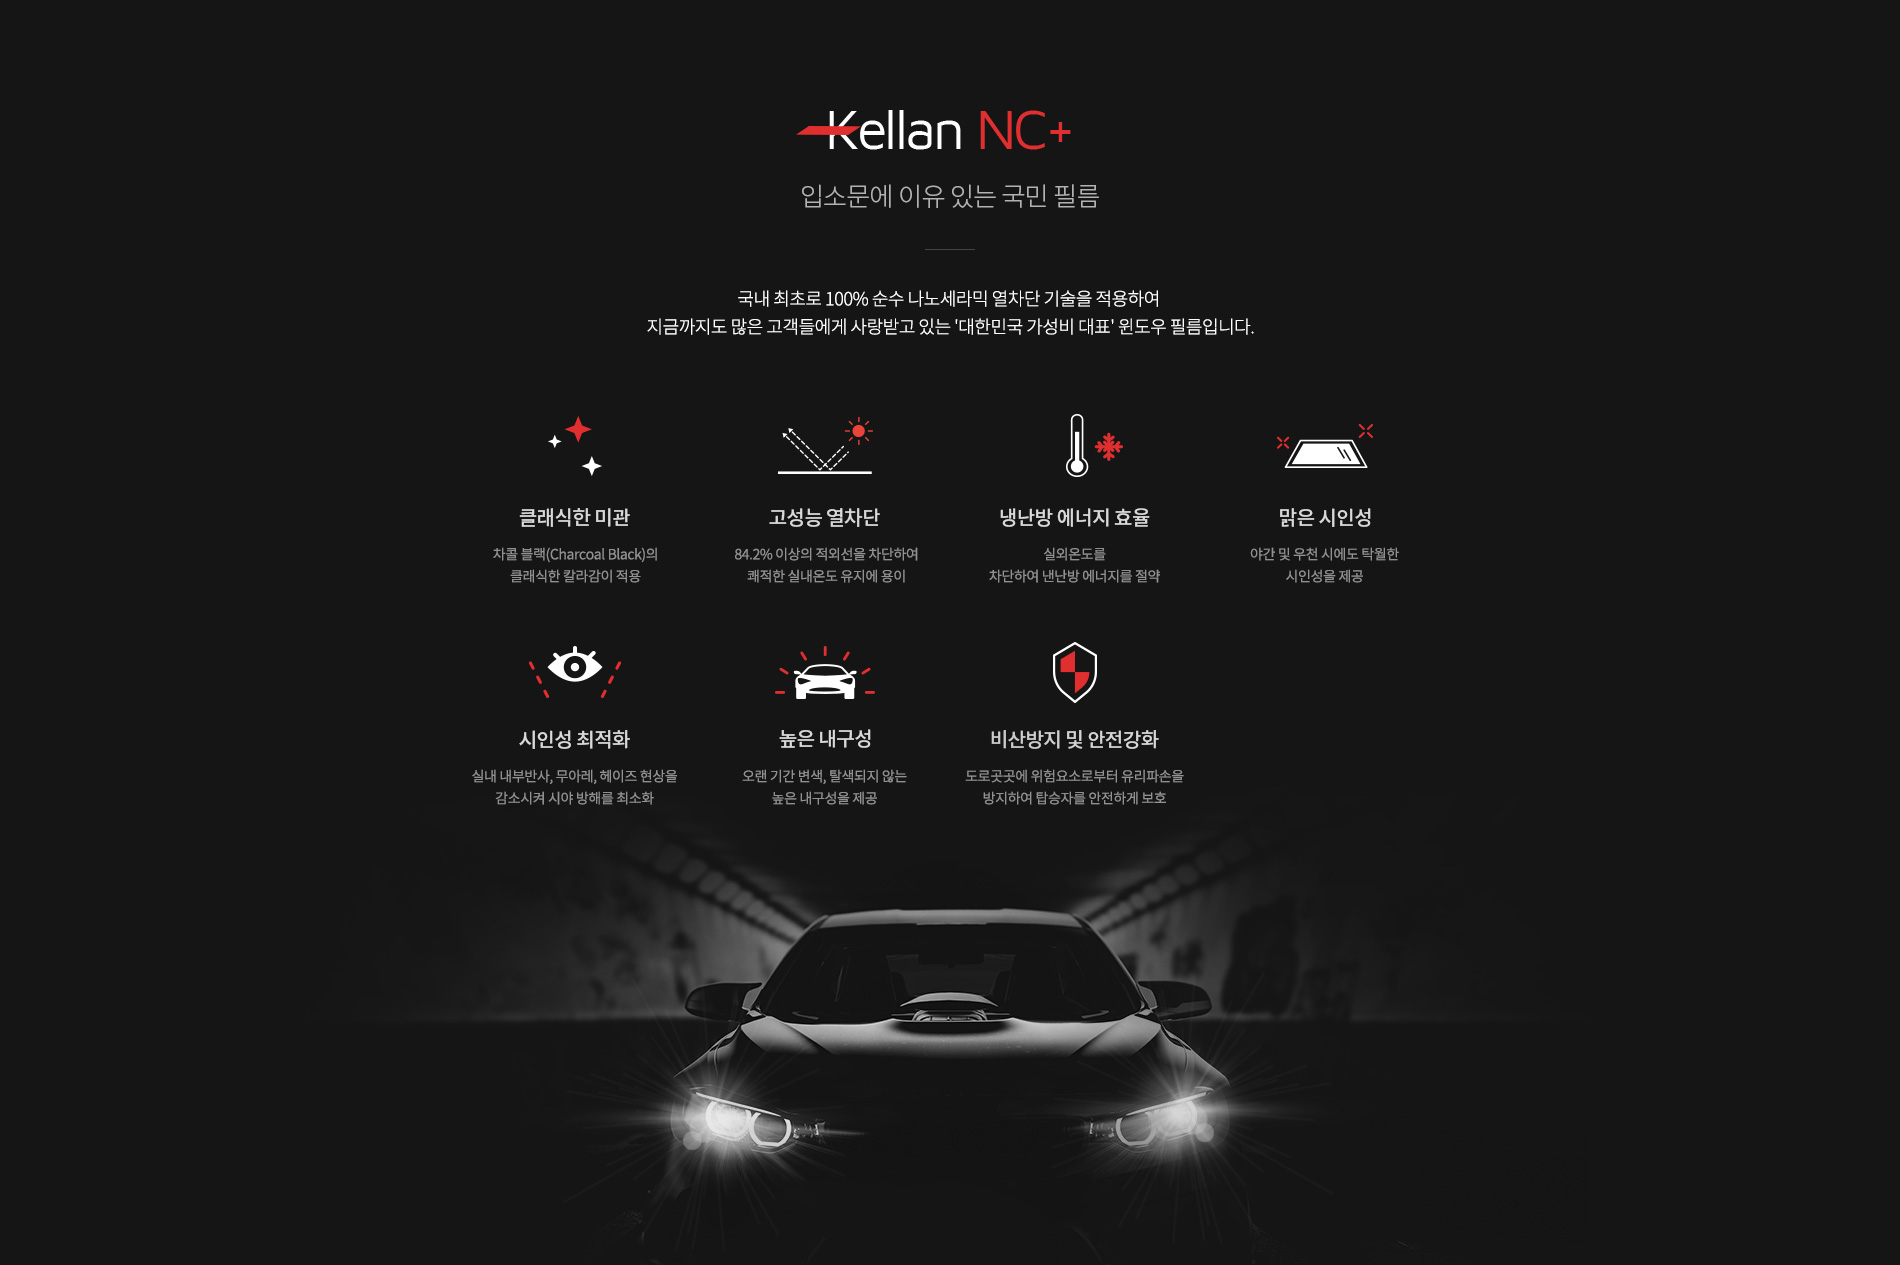 Kellan NC+
입소문에 이유 있는 국민 필름
국내 최초로 100% 순수 나노세라믹 열차단 기술을 적용하여
지금까지도 많은 고객들에게 사랑받고 있는 '대한민국 가성비 대표' 윈도우 필름입니다.
클래식한 미관
차콜 블랙(Charcoal Black)의
클래식한 칼라감이 적용
고성능 열차단
84.2% 이상의 적외선을 차단하여
쾌적한 실내온도 유지에 용이
냉난방 에너지 효율
실외온도를
차단하여 낸난방 에너지를 절약
맑은 시인성
야간 및 우천 시에도 탁월한
시인성을 제공
시인성 최적화
실내 내부반사, 무아레, 헤이즈 현상을
감소시켜 시야 방해를 최소화
높은 내구성
오랜 기간 변색, 탈색되지 않는
높은 내구성을 제공
비산방지 및 안전강화
도로곳곳에 위험요소로부터 유리파손을
방지하여 탑승자를 안전하게 보호